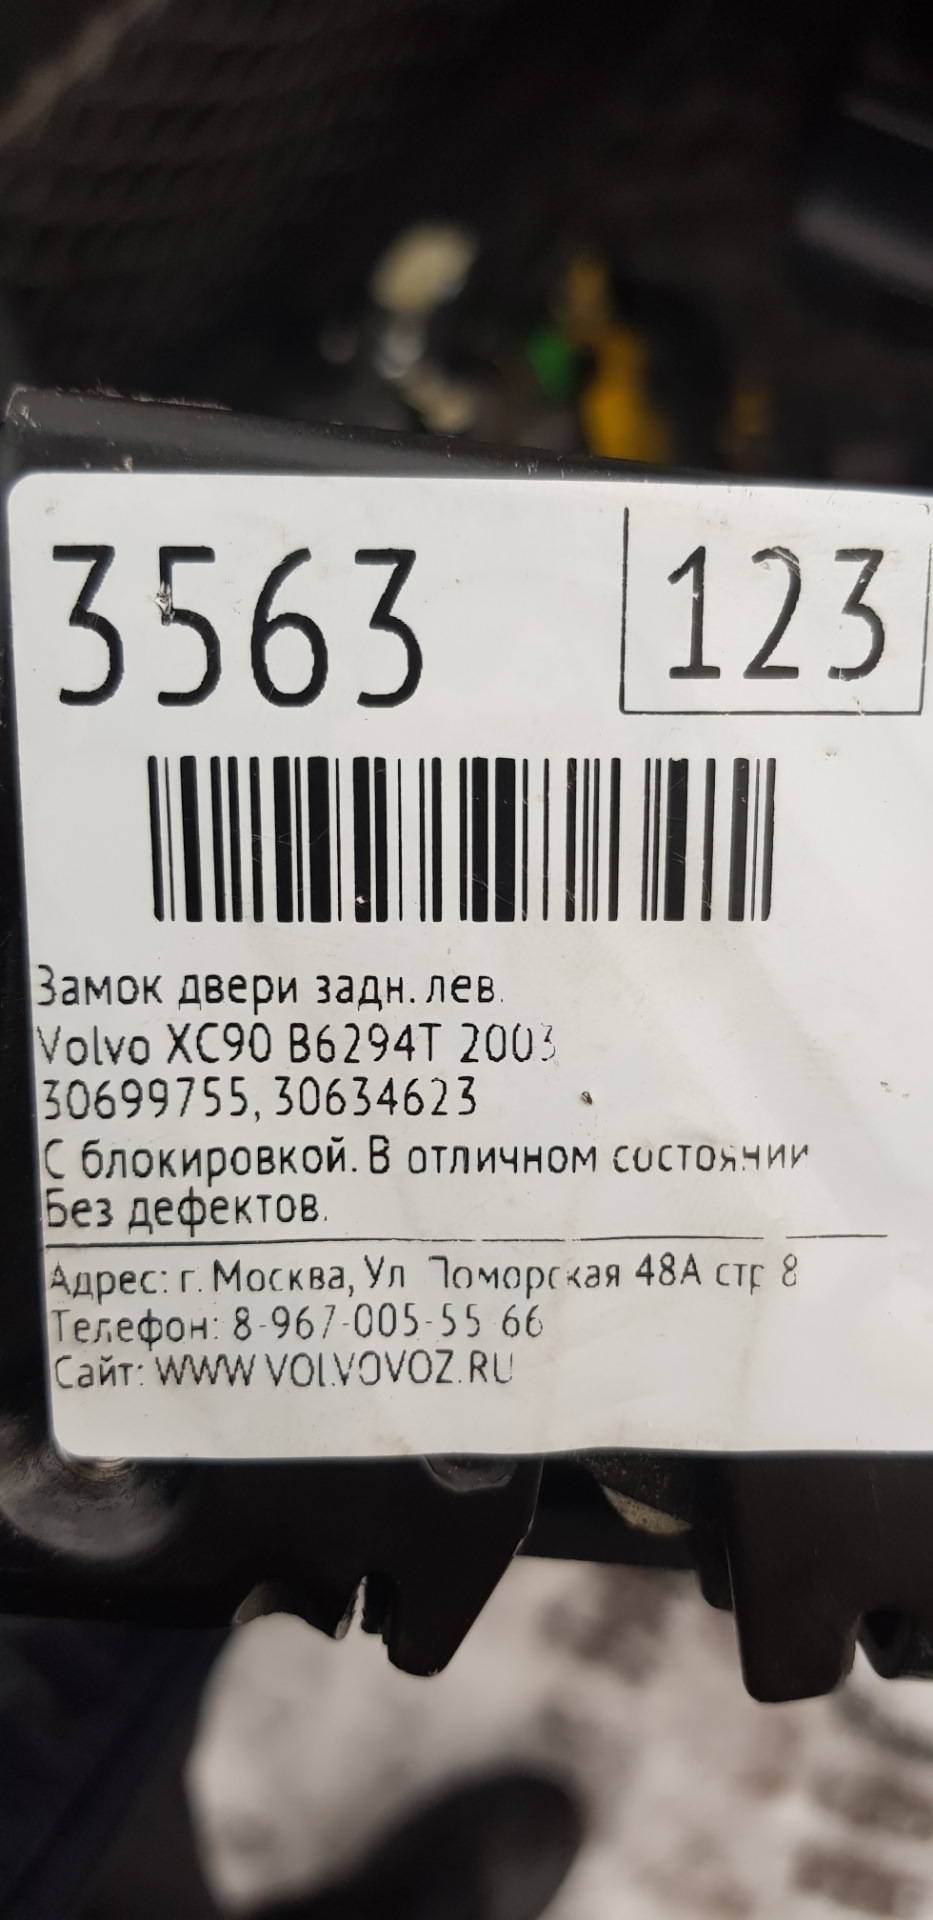 3563
123
Замок двери задн. лев.
Volvo XC90 B6294T 2003
30699755, 30634623
С блокировкой. В отличном состоянии
Без дефектов.
Адрес: г. Москва, Ул Поморская 48А стр 8
Телефон: 8-967-005-55 66
Сайт: WWW VOLVOVOZ.RU